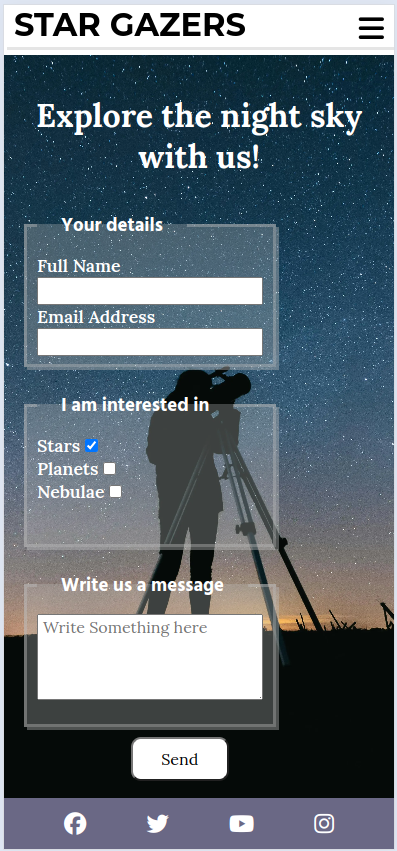 STAR GAZERS
Explore the night sky
with us!
Your details
Full Name
Email Address
I am interested in
Stars
Planets
Nebulae
Write us a message
Write Something here
Send